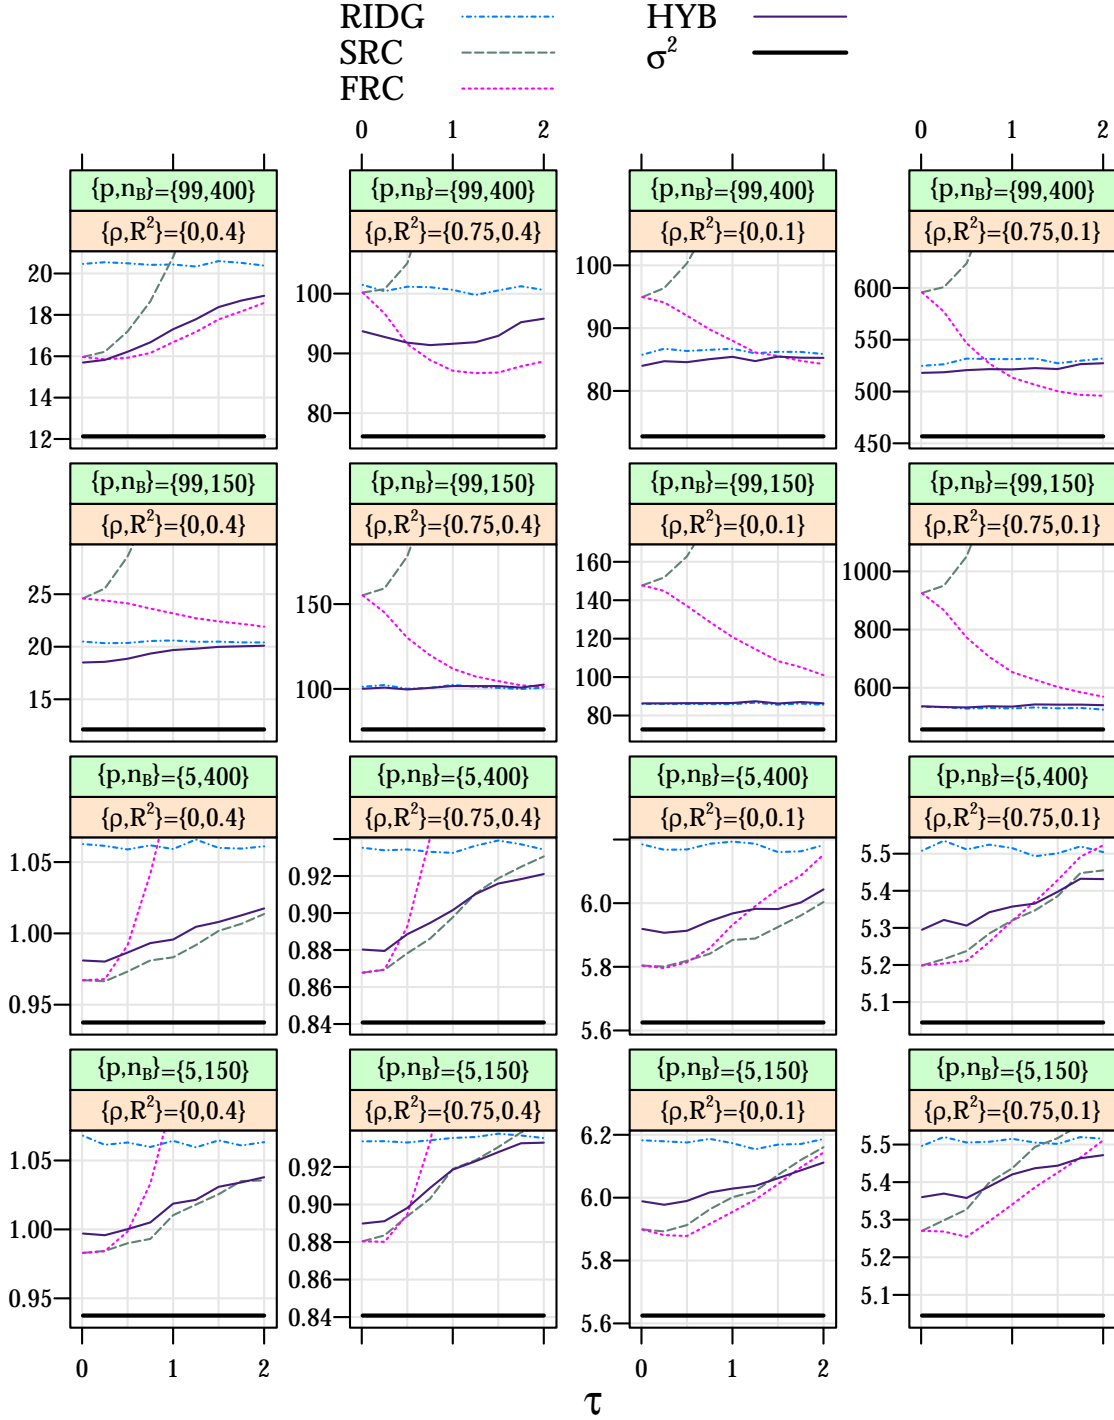 RIDG HYB
SRC σ²
FRC
0 1 2 0 1 2
{p,n_B}={99,400} {p,n_B}={99,400} {p,n_B}={99,400} {p,n_B}={99,400}
{ρ,R²}={0,0.4} {ρ,R²}={0.75,0.4} {ρ,R²}={0,0.1} {ρ,R²}={0.75,0.1}
20 100 100 600
18 90 90 550
16 80 80 500
14 450
12
{p,n_B}={99,150} {p,n_B}={99,150} {p,n_B}={99,150} {p,n_B}={99,150}
{ρ,R²}={0,0.4} {ρ,R²}={0.75,0.4} {ρ,R²}={0,0.1} {ρ,R²}={0.75,0.1}
25 150 160 1000
20 100 140 800
15 120 600
100
80
{p,n_B}={5,400} {p,n_B}={5,400} {p,n_B}={5,400} {p,n_B}={5,400}
{ρ,R²}={0,0.4} {ρ,R²}={0.75,0.4} {ρ,R²}={0,0.1} {ρ,R²}={0.75,0.1}
1.05 0.92 6.0 5.5
1.00 0.90 5.8 5.4
0.95 0.88 5.6 5.3
0.86 5.2
0.84 5.1
{p,n_B}={5,150} {p,n_B}={5,150} {p,n_B}={5,150} {p,n_B}={5,150}
{ρ,R²}={0,0.4} {ρ,R²}={0.75,0.4} {ρ,R²}={0,0.1} {ρ,R²}={0.75,0.1}
1.05 0.92 6.2 5.5
1.00 0.90 6.0 5.4
0.95 0.88 5.8 5.3
0.86 5.6 5.2
0.84 5.1
0 1 2 0 1 2
τ